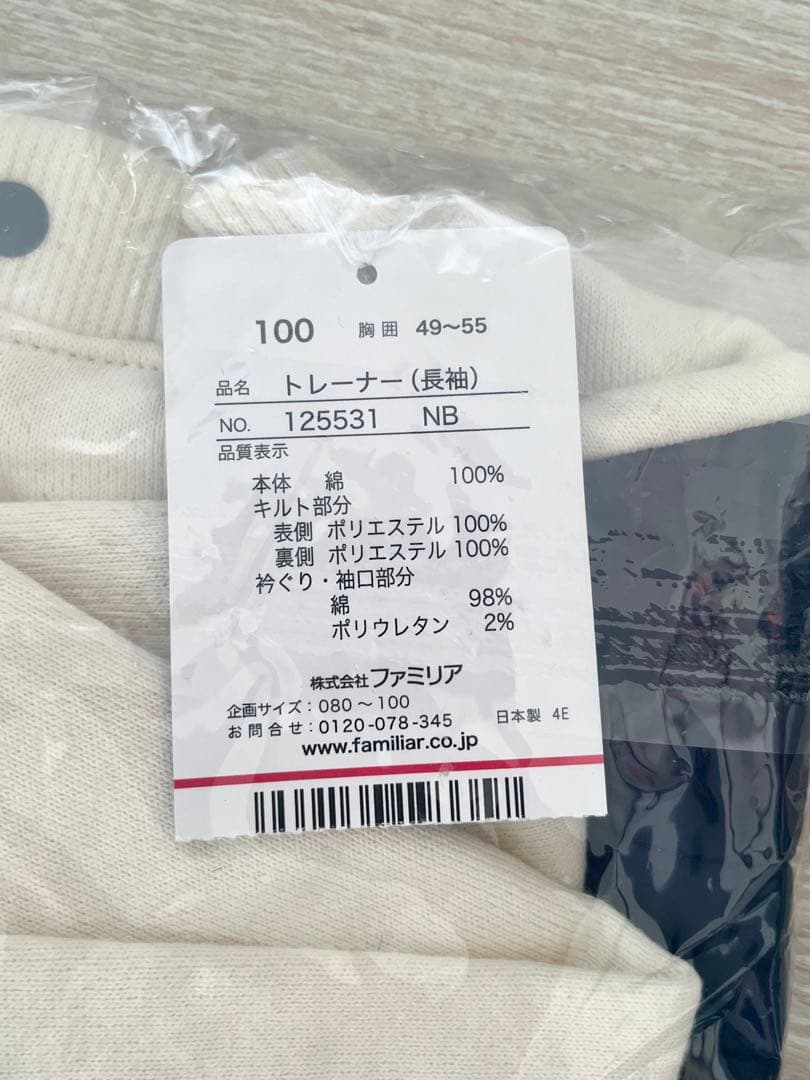 100 胸囲 49〜55
品名 トレーナー(長袖)
NO. 125531 NB
品質表示
本体 綿 100%
キルト部分
表側 ポリエステル 100%
裏側 ポリエステル 100%
衿ぐり・袖口部分
綿 98%
ポリウレタン 2%
株式会社ファミリア
企画サイズ:080〜100
お問合せ:0120-078-345 日本製 4E
www.familiar.co.jp